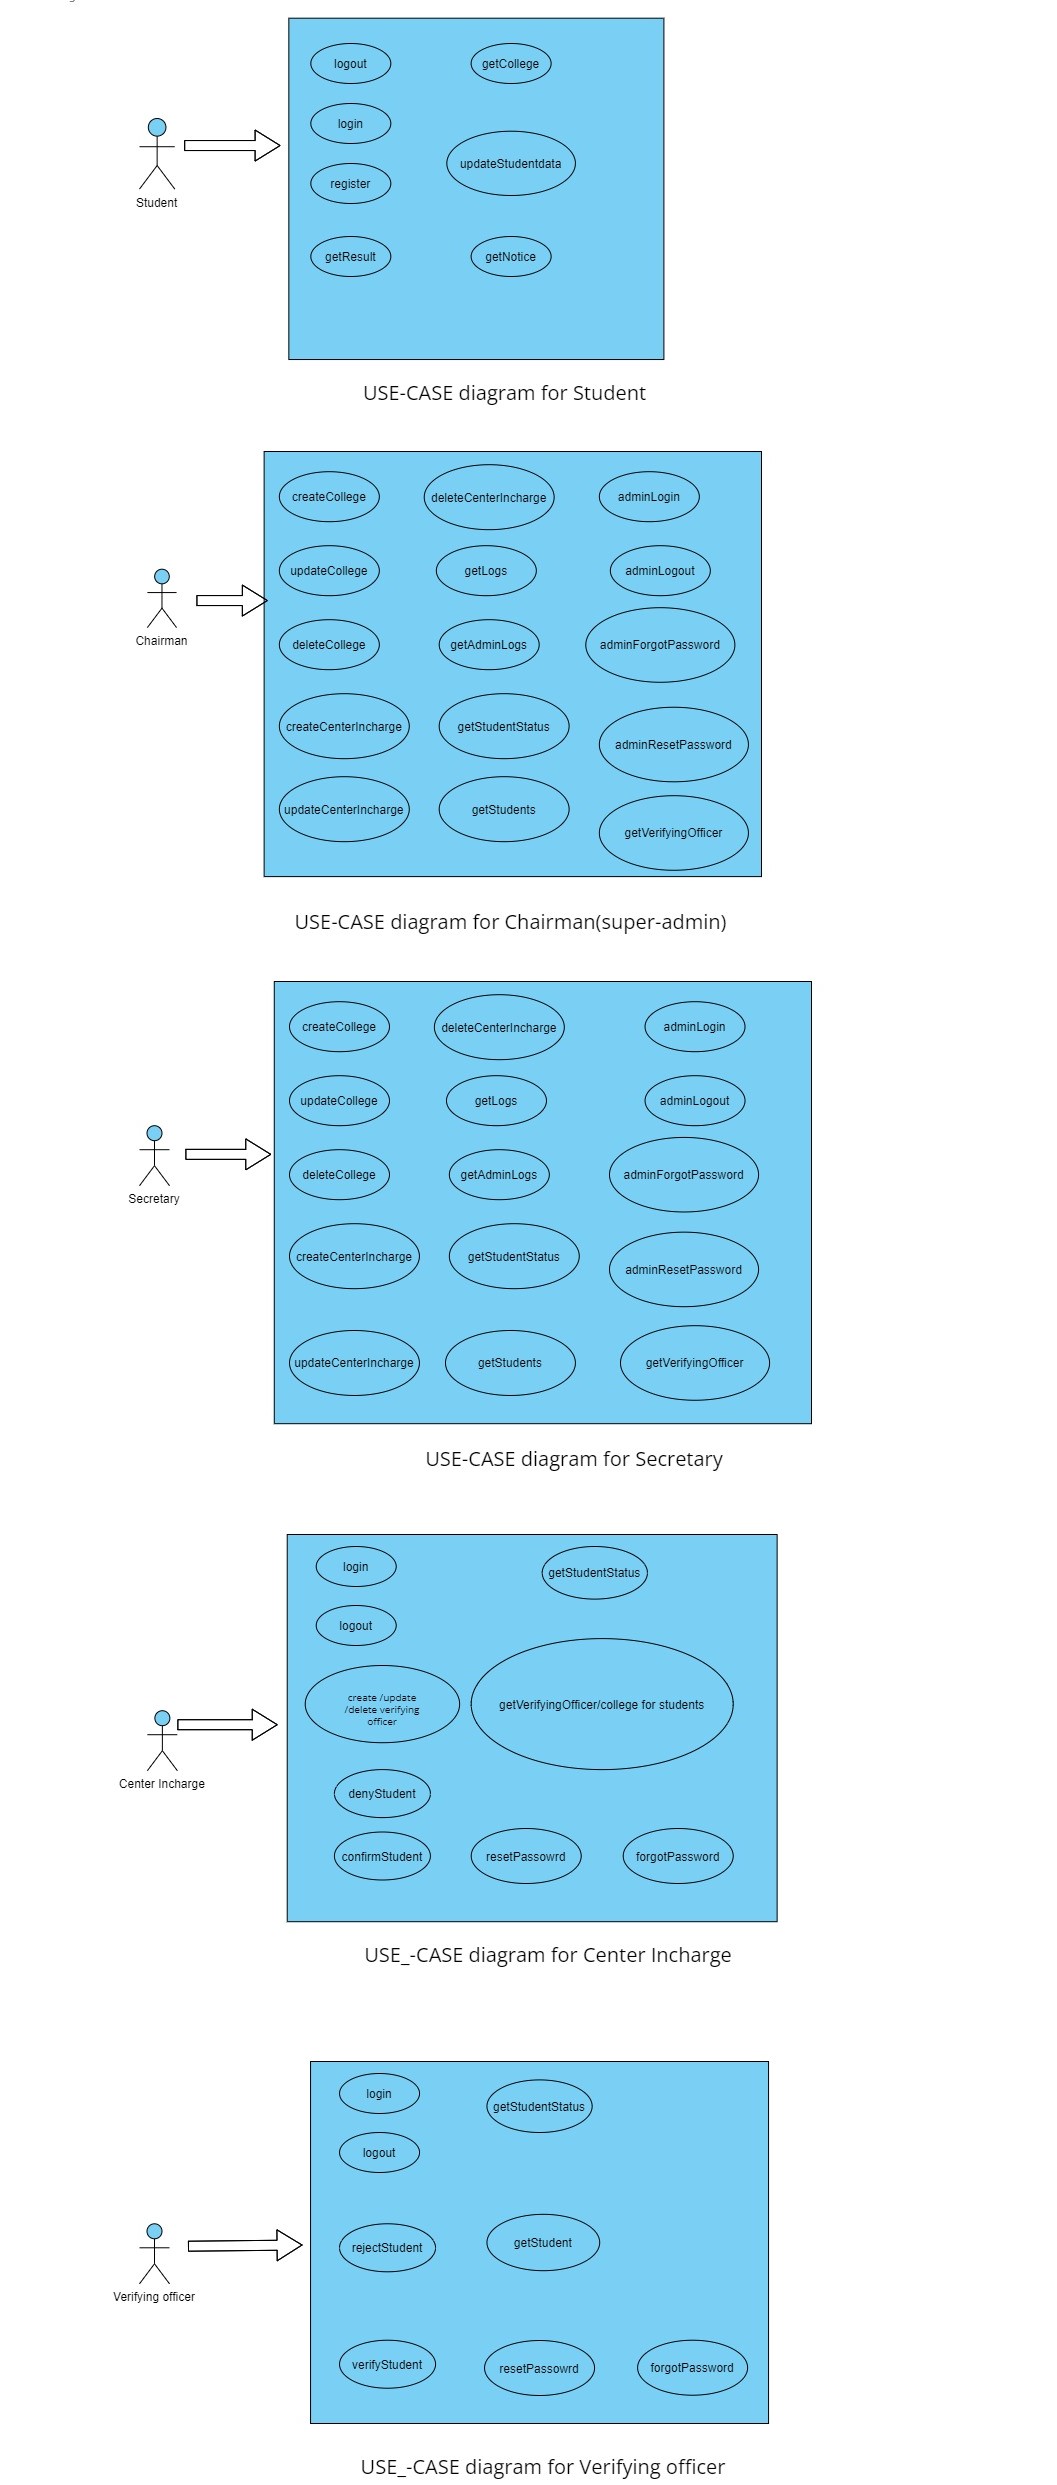 logout
getCollege
login
updateStudentdata
register
getResult
getNotice
Student
USE-CASE diagram for Student
createCollege
deleteCenterIncharge
adminLogin
updateCollege
getLogs
adminLogout
deleteCollege
getAdminLogs
adminForgotPassword
createCenterIncharge
getStudentStatus
adminResetPassword
updateCenterIncharge
getStudents
getVerifyingOfficer
Chairman
USE-CASE diagram for Chairman(super-admin)
createCollege
deleteCenterIncharge
adminLogin
updateCollege
getLogs
adminLogout
deleteCollege
getAdminLogs
adminForgotPassword
createCenterIncharge
getStudentStatus
adminResetPassword
updateCenterIncharge
getStudents
getVerifyingOfficer
Secretary
USE-CASE diagram for Secretary
login
getStudentStatus
logout
create /update
/delete verifying
officer
getVerifyingOfficer/college for students
denyStudent
confirmStudent
resetPassowrd
forgotPassword
Center Incharge
USE_-CASE diagram for Center Incharge
login
getStudentStatus
logout
rejectStudent
getStudent
verifyStudent
resetPassowrd
forgotPassword
Verifying officer
USE_-CASE diagram for Verifying officer